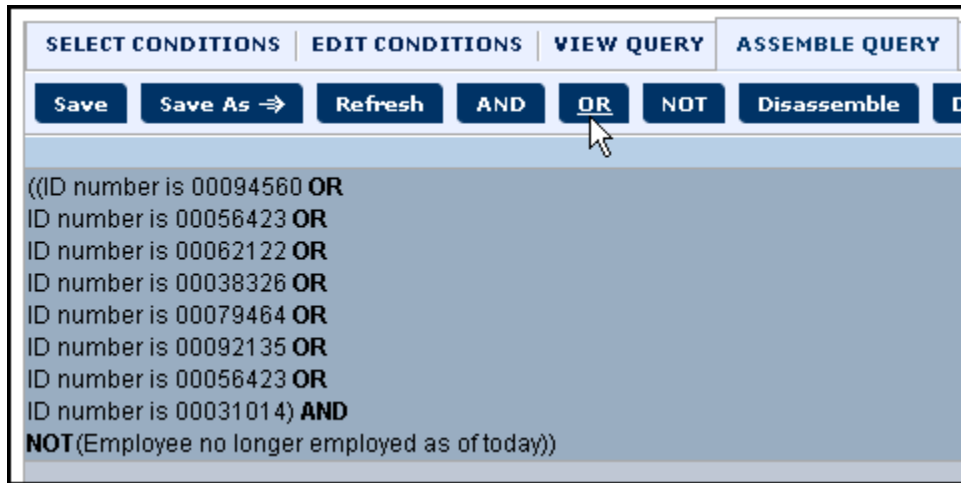 SELECT CONDITIONS EDIT CONDITIONS VIEW QUERY ASSEMBLE QUERY
Save Save As Refresh AND OR NOT Disassemble
((ID number is 00094560 OR
ID number is 00056423 OR
ID number is 00062122 OR
ID number is 00038326 OR
ID number is 00079464 OR
ID number is 00092135 OR
ID number is 00056423 OR
ID number is 00031014) AND
NOT(Employee no longer employed as of today))